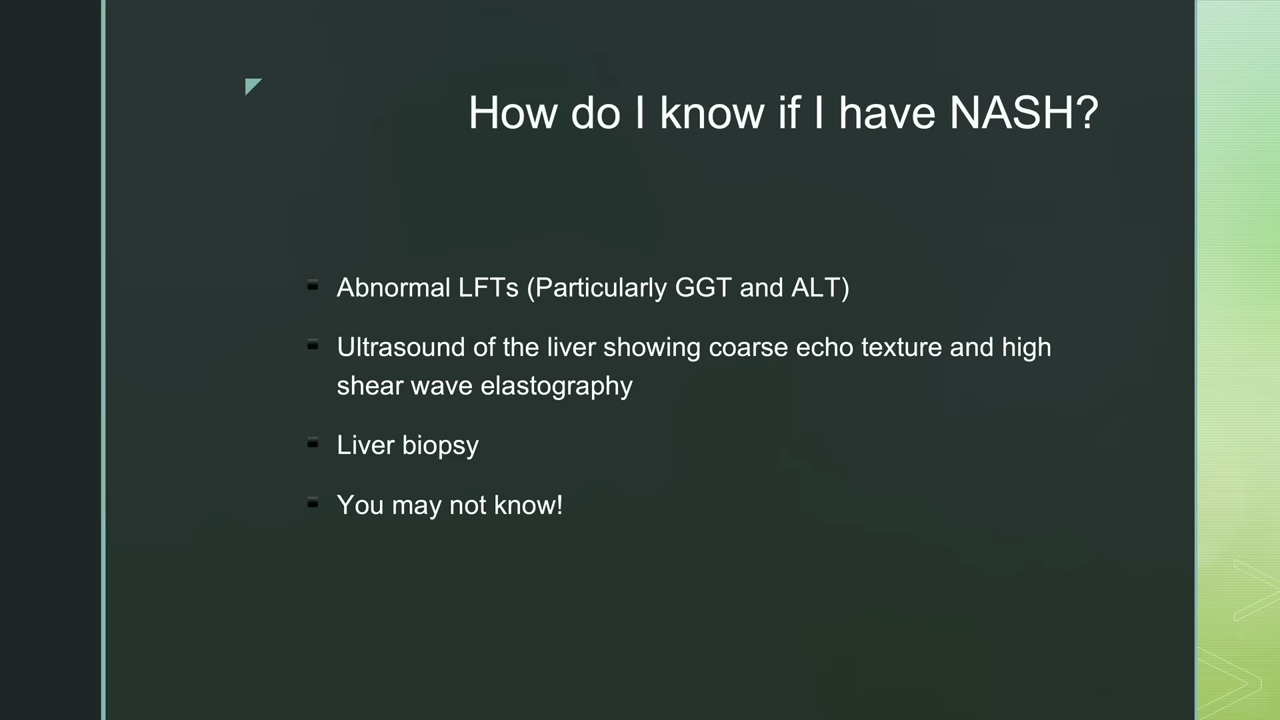 How do I know if I have NASH?
Abnormal LFTs (Particularly GGT and ALT)
Ultrasound of the liver showing coarse echo texture and high
shear wave elastography
Liver biopsy
You may not know!